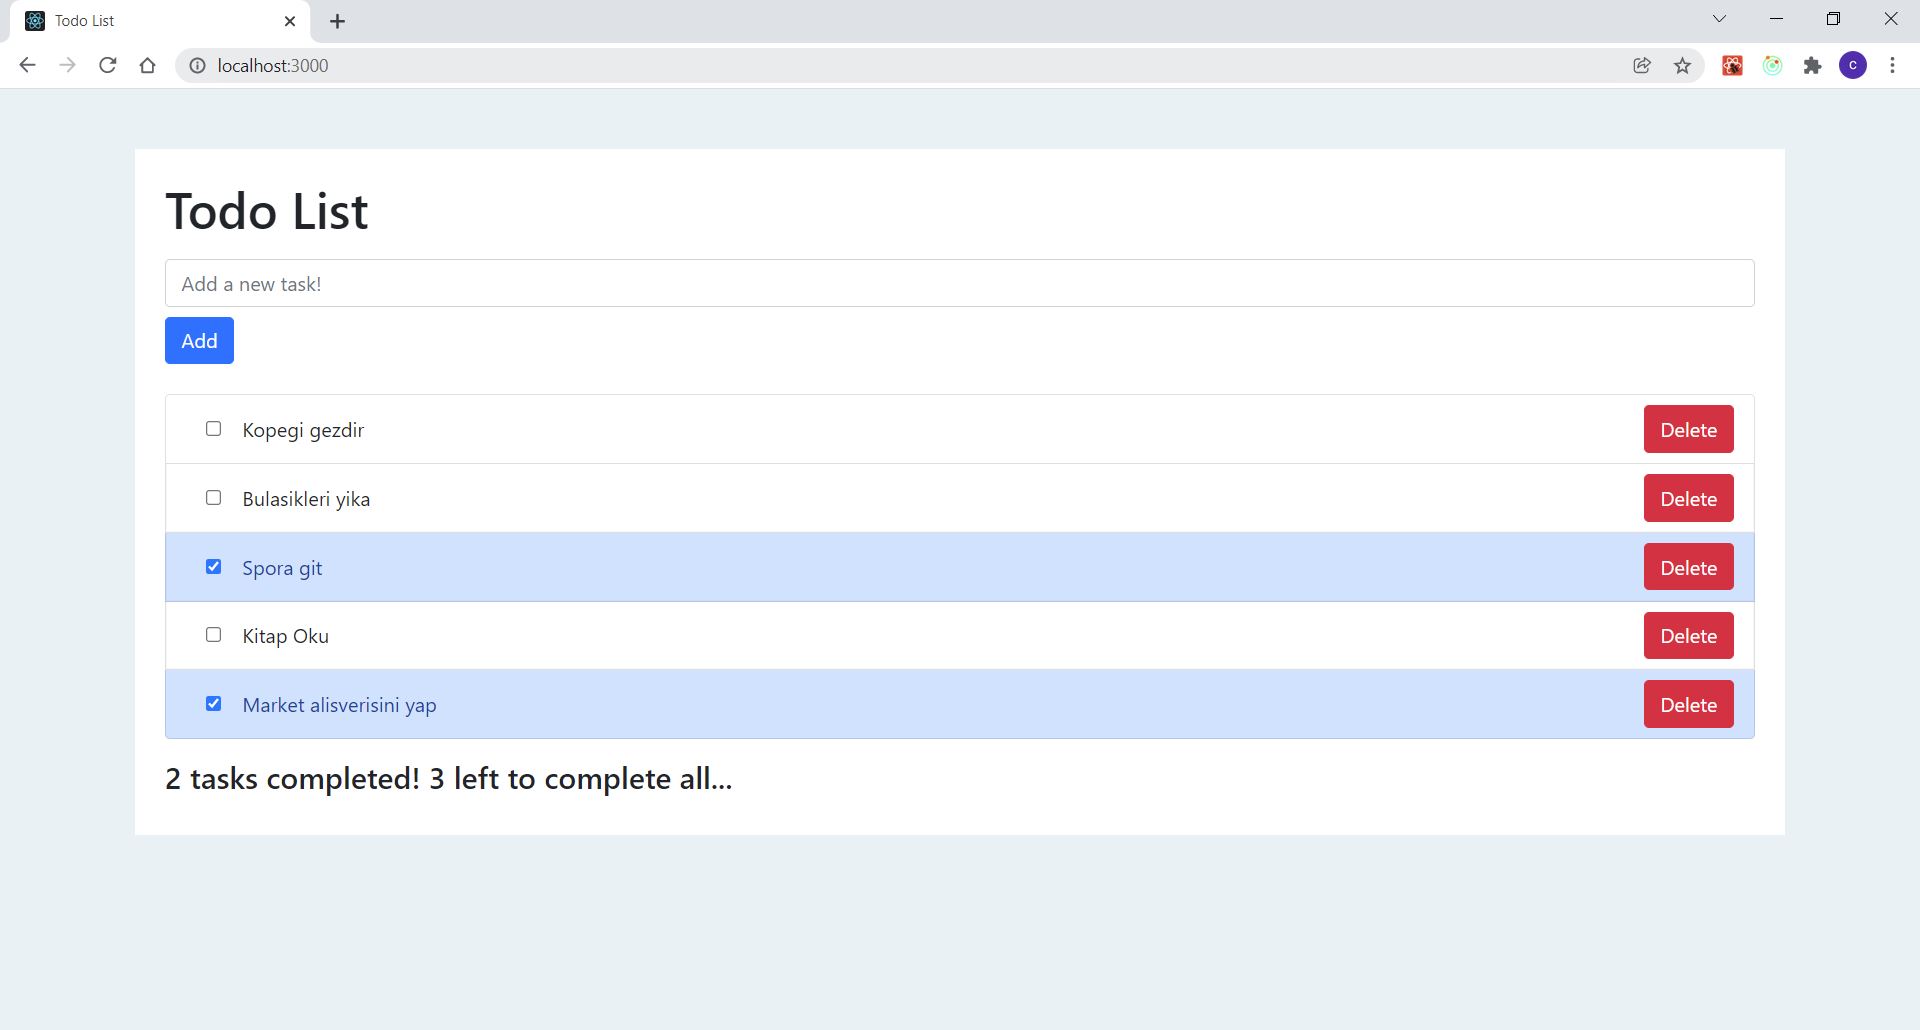 Todo List
localhost:3000
c
Todo List
Add a new task!
Add
Kopegi gezdir Delete
Bulasikleri yika Delete
Spora git Delete
Kitap Oku Delete
Market alisverisini yap Delete
2 tasks completed! 3 left to complete all...